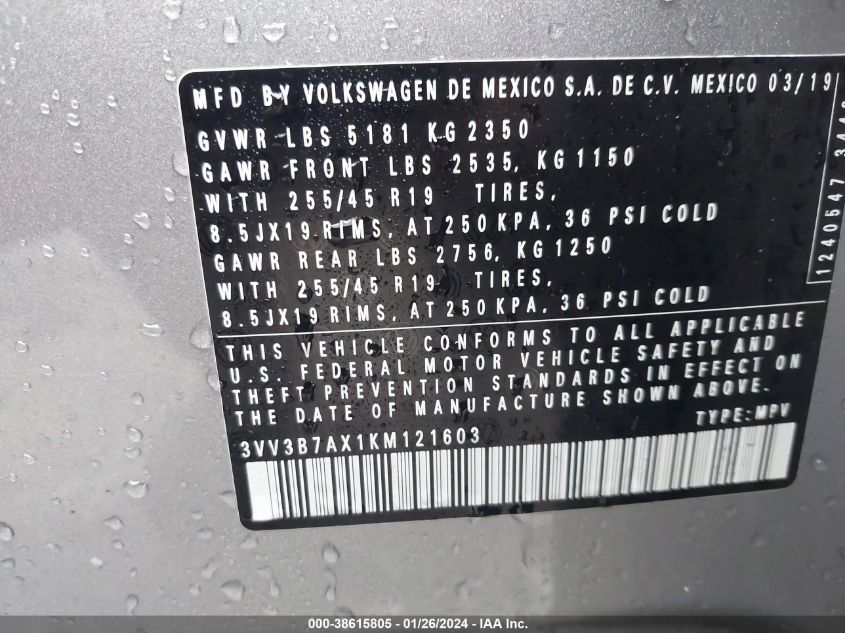 MFD BY VOLKSWAGEN DE MEXICO S.A. DE C.V. MEXICO 03/19
GVWR LBS 5181 KG 2350
GAWR FRONT LBS 2535, KG 1150
WITH 255/45 R19 TIRES,
8.5JX19 RIMS, AT 250 KPA, 36 PSI COLD
GAWR REAR LBS 2756, KG 1250
WITH 255/45 R19 TIRES,
8.5JX19 RIMS, AT 250 KPA, 36 PSI COLD
THIS VEHICLE CONFORMS TO ALL APPLICABLE
U.S. FEDERAL MOTOR VEHICLE SAFETY AND
THEFT PREVENTION STANDARDS IN EFFECT ON
THE DATE OF MANUFACTURE SHOWN ABOVE.
TYPE:MPV
3VV3B7AX1KM121603
1240547
000-38615805 - 01/26/2024 - IAA Inc.